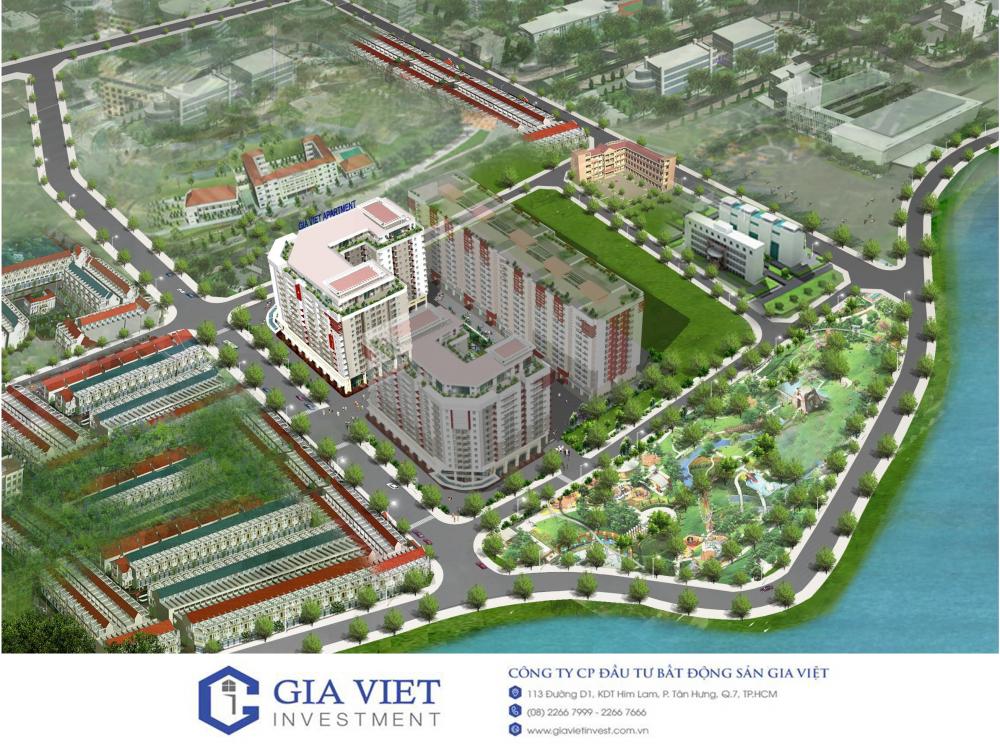 GIA VIET APARTMENT
GIA VIET
INVESTMENT
CÔNG TY CP ĐẦU TƯ BẤT ĐỘNG SẢN GIA VIỆT
113 Đường D1, KDT Him Lam, P. Tân Hưng, Q.7, TP.HCM
(08) 2266 7999 - 2266 7666
www.giavietinvest.com.vn